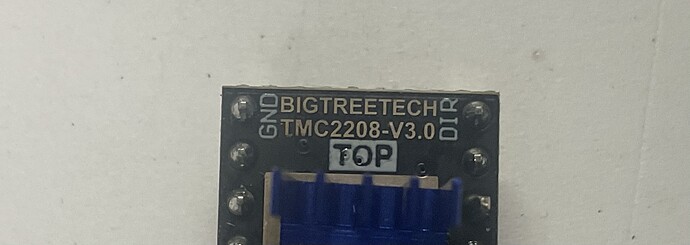 GND BIGTREETECH DIR
TMC2208-V3.0
TOP